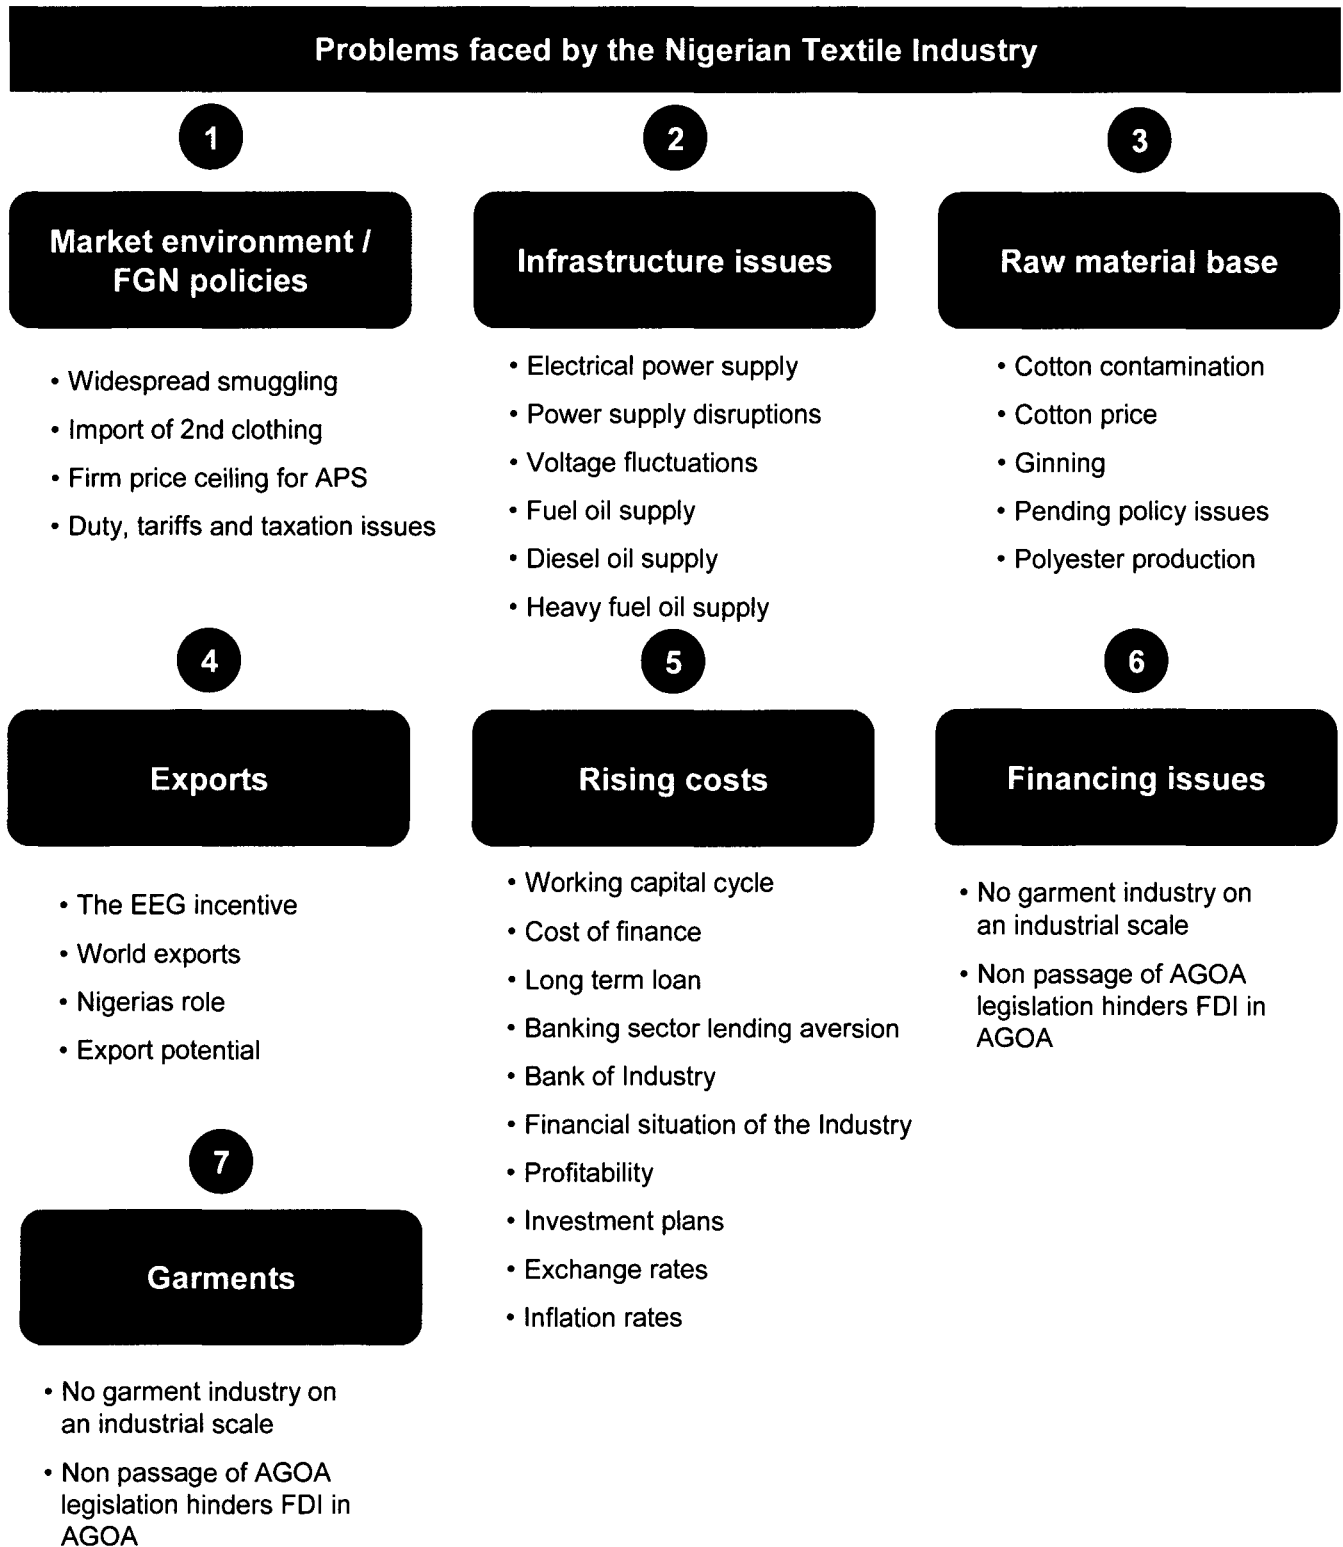 Problems faced by the Nigerian Textile Industry
1
Market environment /
FGN policies
• Widespread smuggling
• Import of 2nd clothing
• Firm price ceiling for APS
• Duty, tariffs and taxation issues
2
Infrastructure issues
• Electrical power supply
• Power supply disruptions
• Voltage fluctuations
• Fuel oil supply
• Diesel oil supply
• Heavy fuel oil supply
3
Raw material base
• Cotton contamination
• Cotton price
• Ginning
• Pending policy issues
• Polyester production
4
Exports
• The EEG incentive
• World exports
• Nigerias role
• Export potential
5
Rising costs
• Working capital cycle
• Cost of finance
• Long term loan
• Banking sector lending aversion
• Bank of Industry
• Financial situation of the Industry
• Profitability
• Investment plans
• Exchange rates
• Inflation rates
6
Financing issues
• No garment industry on
an industrial scale
• Non passage of AGOA
legislation hinders FDI in
AGOA
7
Garments
• No garment industry on
an industrial scale
• Non passage of AGOA
legislation hinders FDI in
AGOA